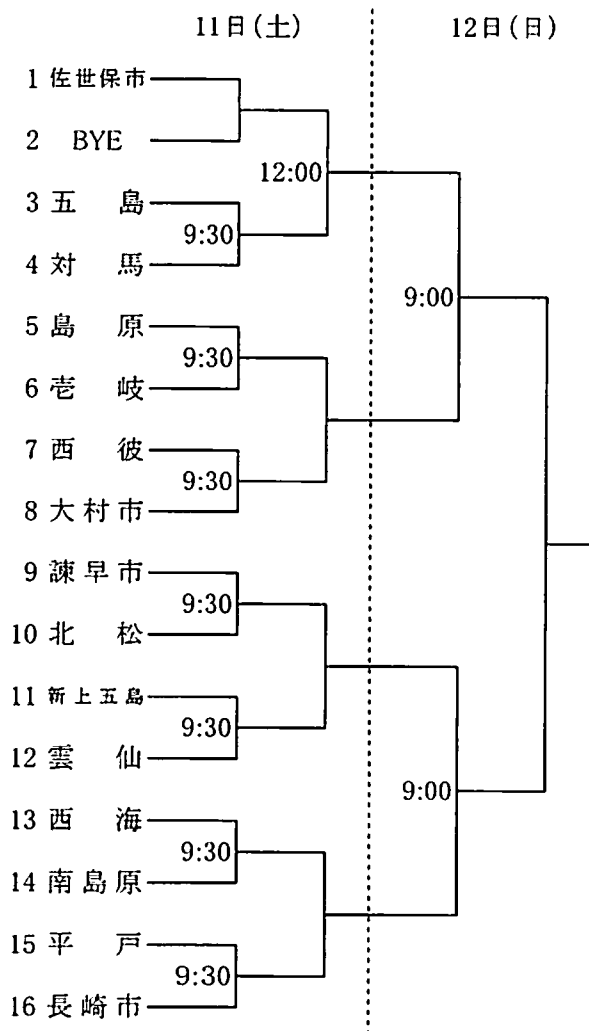 11日(土) 12日(日)
1 佐世保市
2 BYE
12:00
3 五島
9:30
4 対馬
9:00
5 島原
9:30
6 壱岐
7 西彼
9:30
8 大村市
9 諫早市
9:30
10 北松
11 新上五島
9:30
12 雲仙
9:00
13 西海
9:30
14 南島原
15 平戸
9:30
16 長崎市